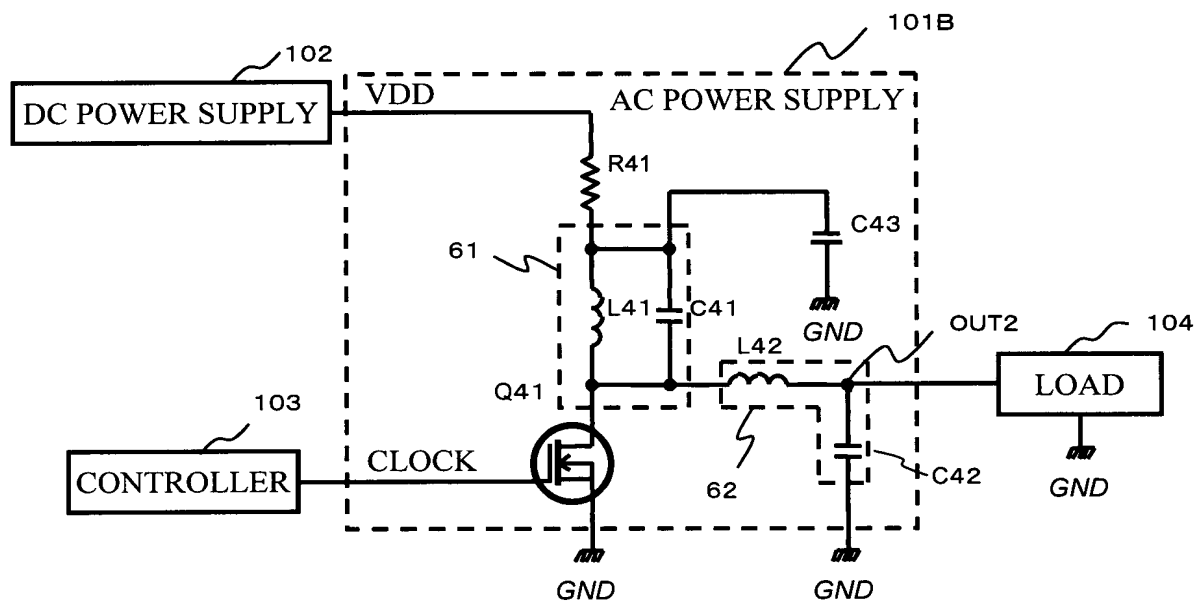 101B
102
VDD
AC POWER SUPPLY
DC POWER SUPPLY
R41
C43
61
L41
C41
GND
OUT2
104
L42
LOAD
Q41
103
CLOCK
CONTROLLER
62
C42
GND
GND
GND